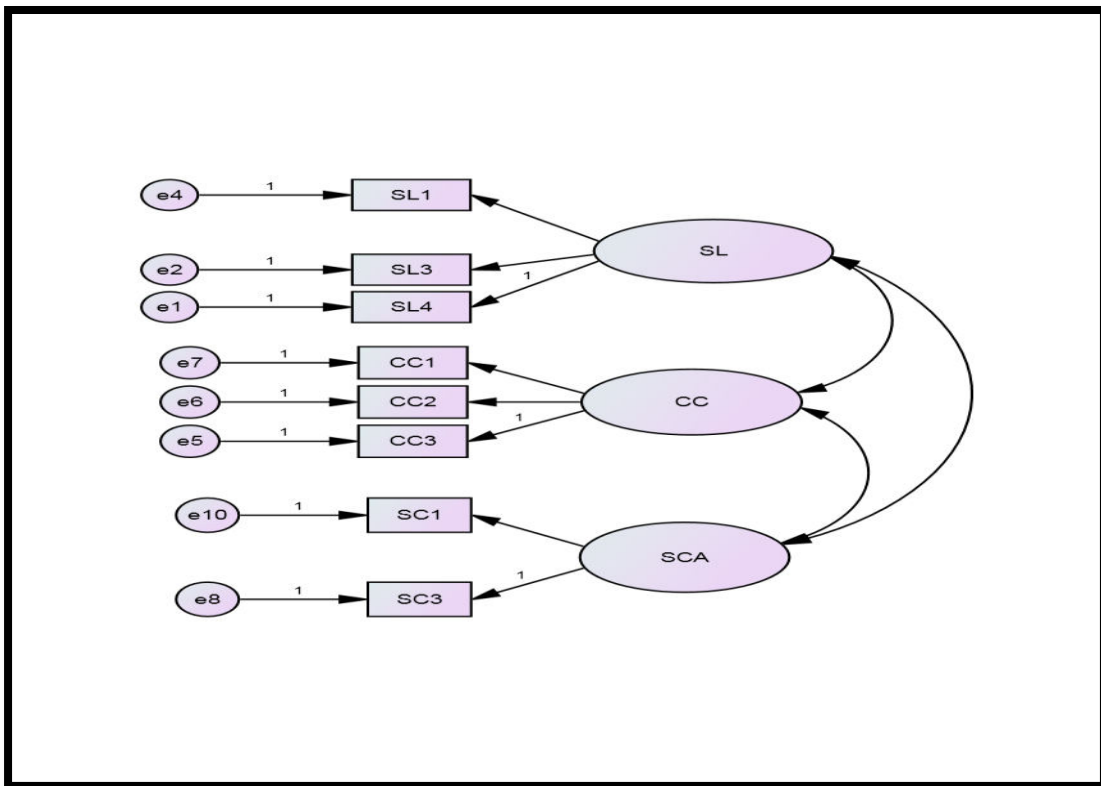 e4 1 SL1
SL
e2 1 SL3
1
e1 1 SL4
e7 1 CC1
e6 1 CC2 CC
1
e5 1 CC3
e10 1 SC1
SCA
1
e8 1 SC3